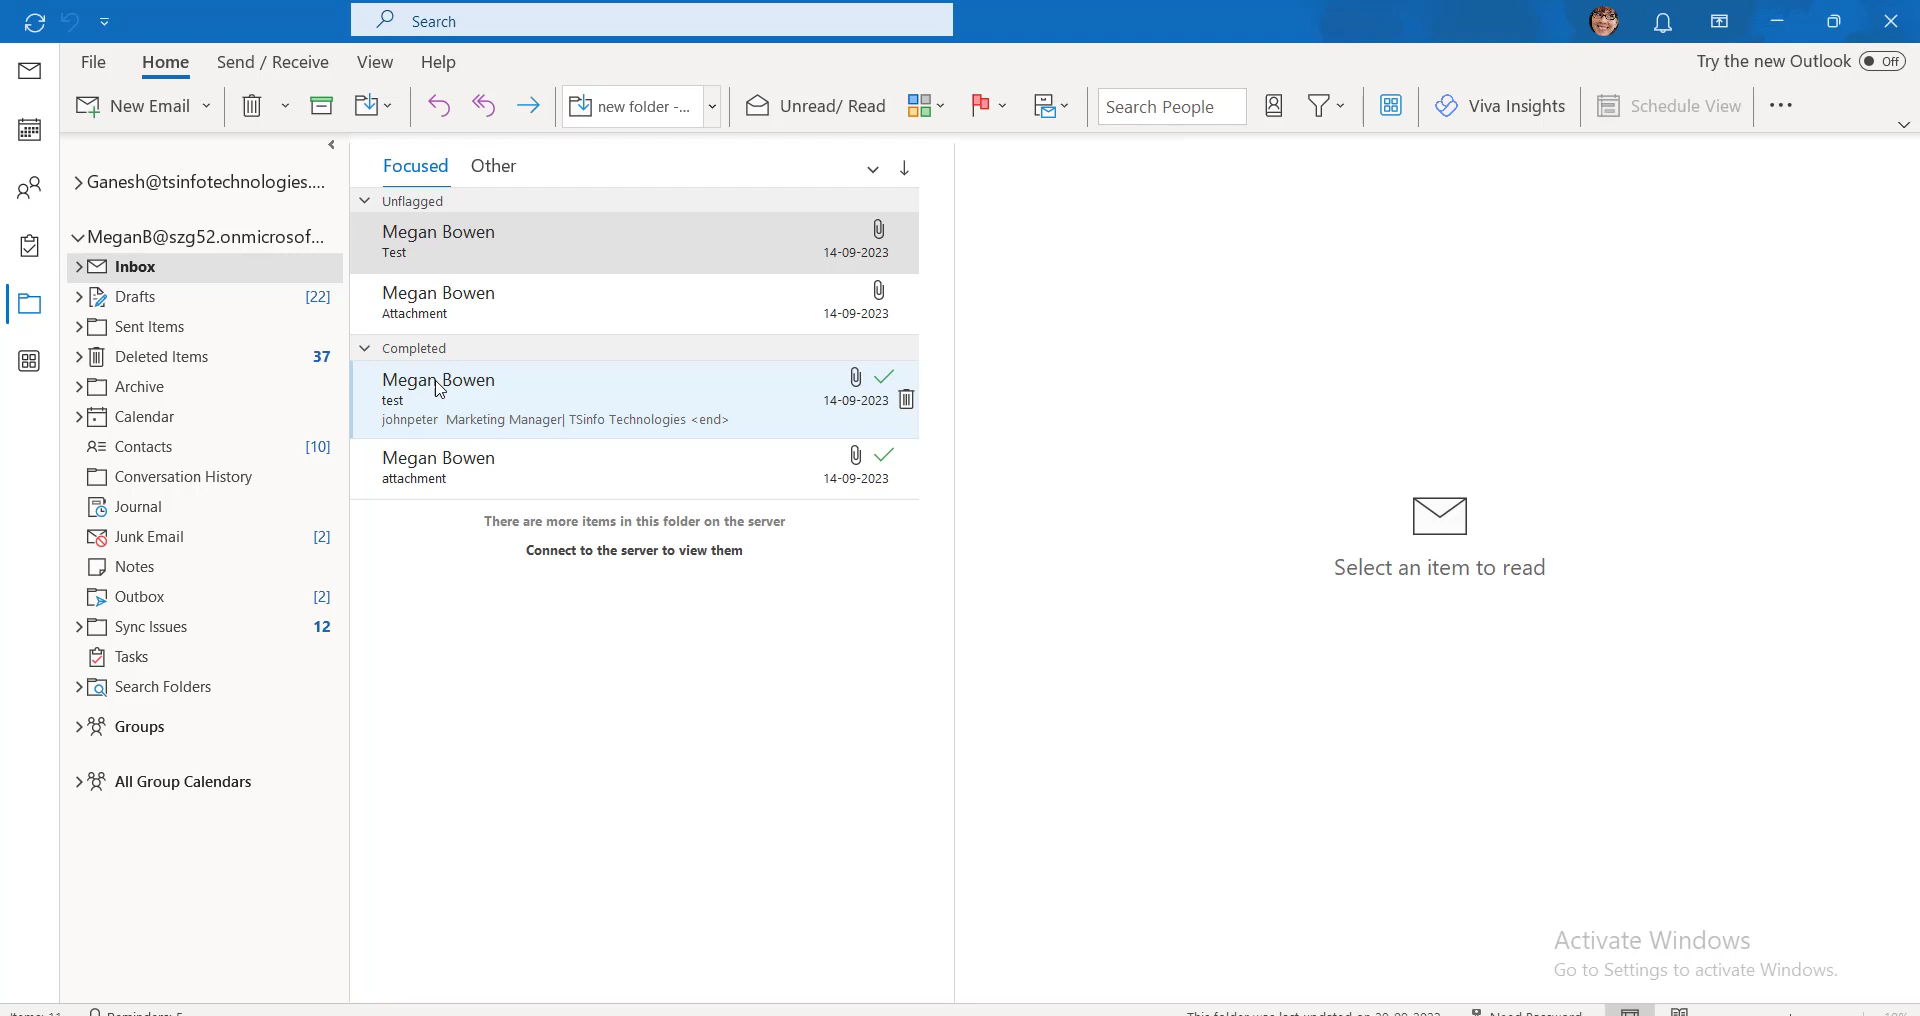 Search
File Home Send / Receive View Help
Try the new Outlook Off
New Email
new folder -...
Unread/ Read
Search People
Viva Insights
Schedule View
Ganesh@tsinfotechnologies....
MeganB@szg52.onmicrosof...
Inbox
Drafts [22]
Sent Items
Deleted Items 37
Archive
Calendar
Contacts [10]
Conversation History
Journal
Junk Email [2]
Notes
Outbox [2]
Sync Issues 12
Tasks
Search Folders
Groups
All Group Calendars
Focused Other
Unflagged
Megan Bowen
Test 14-09-2023
Megan Bowen
Attachment 14-09-2023
Completed
Megan Bowen
test 14-09-2023
johnpeter Marketing Manager| TSinfo Technologies <end>
Megan Bowen
attachment 14-09-2023
There are more items in this folder on the server
Connect to the server to view them
Select an item to read
Activate Windows
Go to Settings to activate Windows.